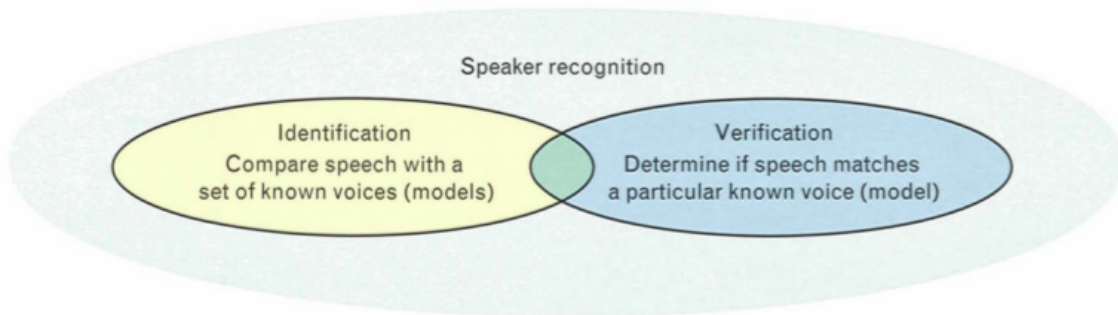 Speaker recognition
Identification
Compare speech with a
set of known voices (models)
Verification
Determine if speech matches
a particular known voice (model)